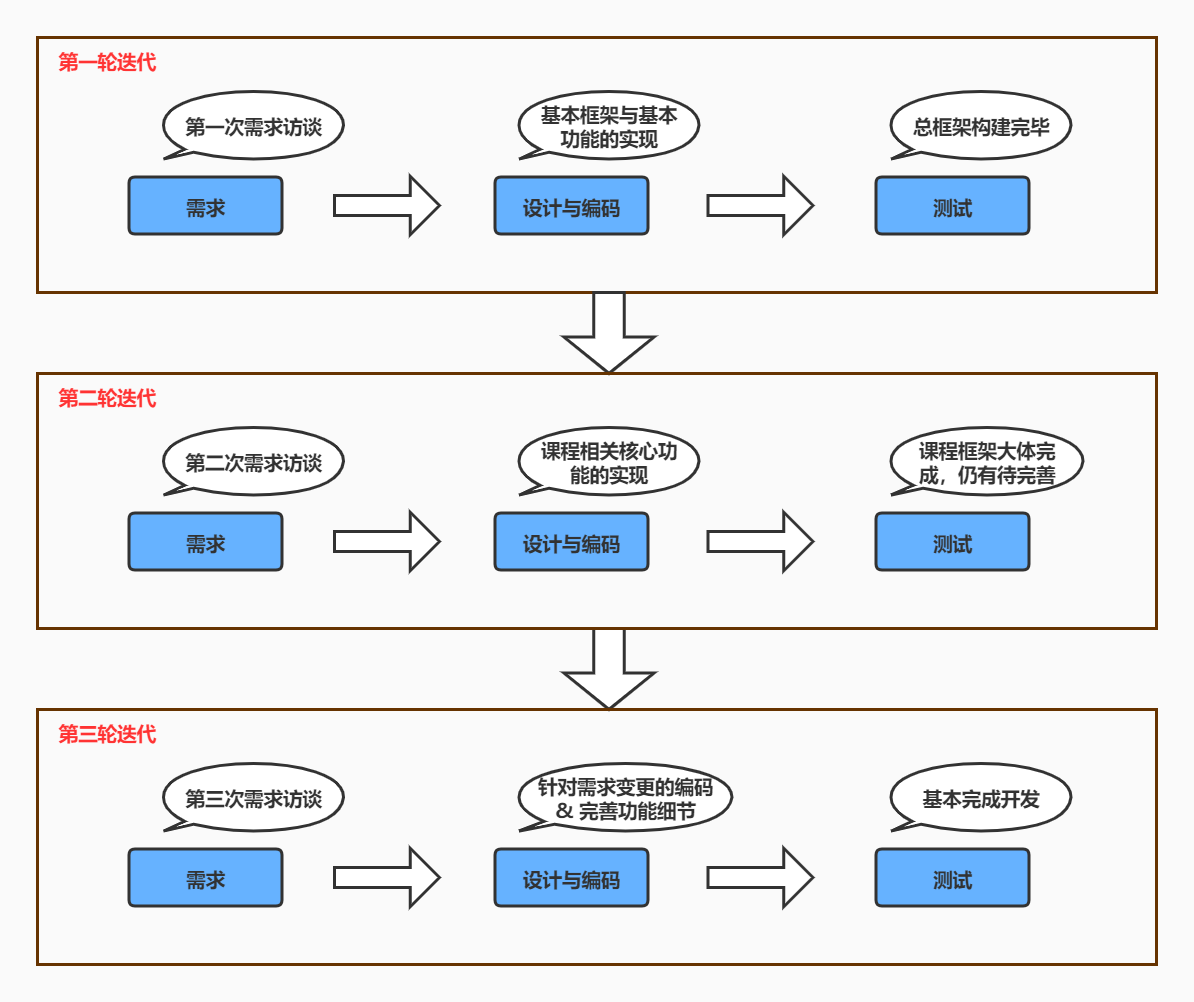 第一轮迭代
第一次需求访谈
基本框架与基本
功能的实现
总框架构建完毕
需求
设计与编码
测试
第二轮迭代
第二次需求访谈
课程相关核心功
能的实现
课程框架大体完
成，仍有待完善
需求
设计与编码
测试
第三轮迭代
第三次需求访谈
针对需求变更的编码
& 完善功能细节
基本完成开发
需求
设计与编码
测试